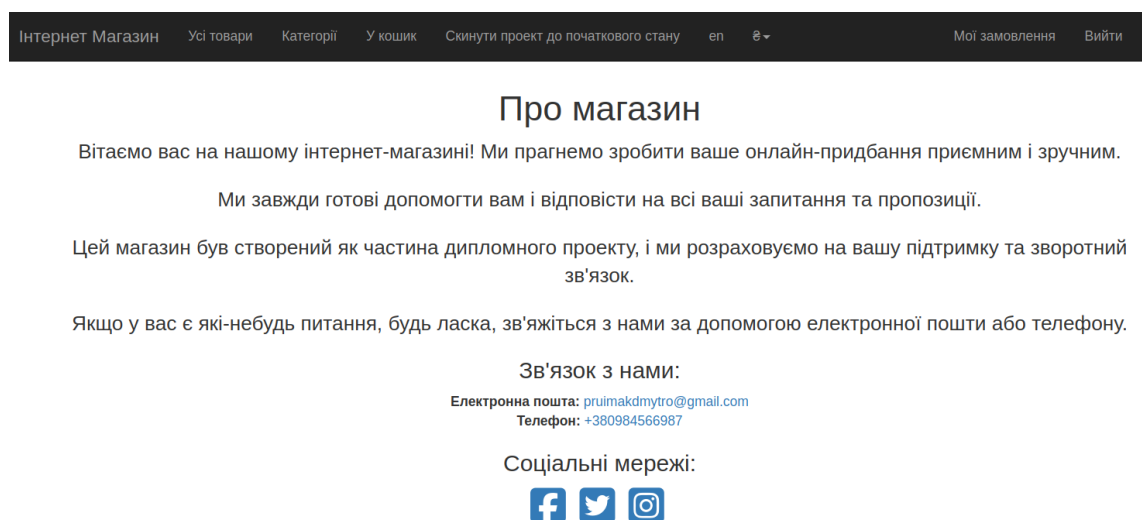 Інтернет Магазин Усі товари Категорії У кошик Скинути проект до початкового стану en ₴ Мої замовлення Вийти
Про магазин
Вітаємо вас на нашому інтернет-магазині! Ми прагнемо зробити ваше онлайн-придбання приємним і зручним.
Ми завжди готові допомогти вам і відповісти на всі ваші запитання та пропозиції.
Цей магазин був створений як частина дипломного проекту, і ми розраховуємо на вашу підтримку та зворотний
зв'язок.
Якщо у вас є які-небудь питання, будь ласка, зв'яжіться з нами за допомогою електронної пошти або телефону.
Зв'язок з нами:
Електронна пошта: pruimakdmytro@gmail.com
Телефон: +380984566987
Соціальні мережі: